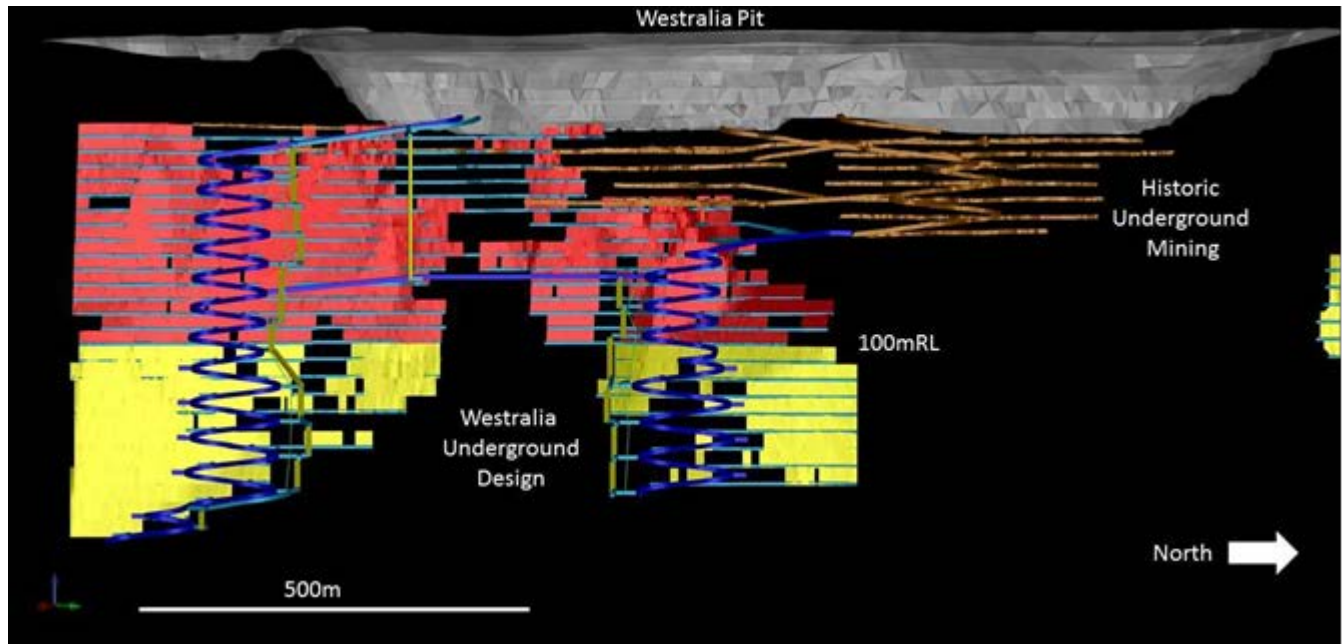 Westralia Pit
Historic
Underground
Mining
100mRL
Westralia
Underground
Design
North
500m